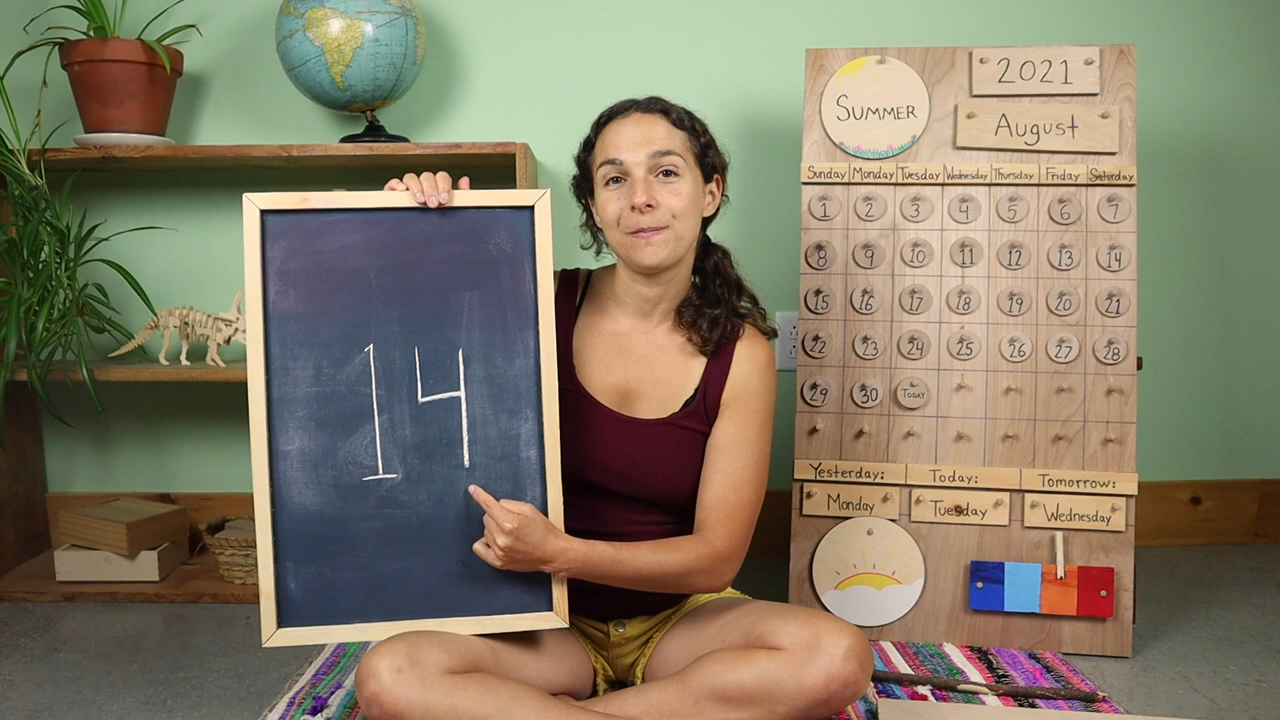 14
SUMMER
2021
August
Sunday Monday Tuesday Wednesday Thursday Friday Saturday
1 2 3 4 5 6 7
8 9 10 11 12 13 14
15 16 17 18 19 20 21
22 23 24 25 26 27 28
29 30 TODAY
Yesterday: Today: Tomorrow:
Monday Tuesday Wednesday